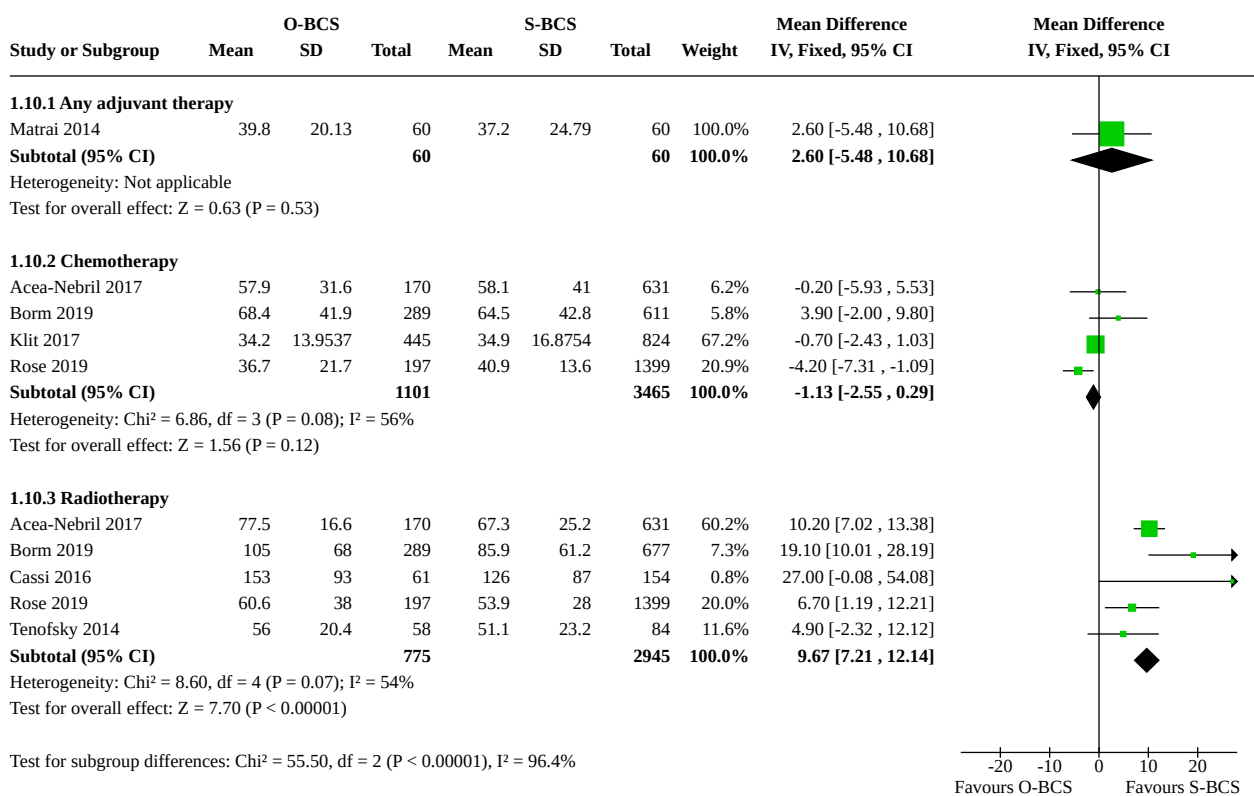 O-BCS S-BCS Mean Difference Mean Difference
Study or Subgroup Mean SD Total Mean SD Total Weight IV, Fixed, 95% CI IV, Fixed, 95% CI
1.10.1 Any adjuvant therapy
Matrai 2014 39.8 20.13 60 37.2 24.79 60 100.0% 2.60 [-5.48 , 10.68]
Subtotal (95% CI) 60 60 100.0% 2.60 [-5.48 , 10.68]
Heterogeneity: Not applicable
Test for overall effect: Z = 0.63 (P = 0.53)
1.10.2 Chemotherapy
Acea-Nebril 2017 57.9 31.6 170 58.1 41 631 6.2% -0.20 [-5.93 , 5.53]
Borm 2019 68.4 41.9 289 64.5 42.8 611 5.8% 3.90 [-2.00 , 9.80]
Klit 2017 34.2 13.9537 445 34.9 16.8754 824 67.2% -0.70 [-2.43 , 1.03]
Rose 2019 36.7 21.7 197 40.9 13.6 1399 20.9% -4.20 [-7.31 , -1.09]
Subtotal (95% CI) 1101 3465 100.0% -1.13 [-2.55 , 0.29]
Heterogeneity: Chi² = 6.86, df = 3 (P = 0.08); I² = 56%
Test for overall effect: Z = 1.56 (P = 0.12)
1.10.3 Radiotherapy
Acea-Nebril 2017 77.5 16.6 170 67.3 25.2 631 60.2% 10.20 [7.02 , 13.38]
Borm 2019 105 68 289 85.9 61.2 677 7.3% 19.10 [10.01 , 28.19]
Cassi 2016 153 93 61 126 87 154 0.8% 27.00 [-0.08 , 54.08]
Rose 2019 60.6 38 197 53.9 28 1399 20.0% 6.70 [1.19 , 12.21]
Tenofsky 2014 56 20.4 58 51.1 23.2 84 11.6% 4.90 [-2.32 , 12.12]
Subtotal (95% CI) 775 2945 100.0% 9.67 [7.21 , 12.14]
Heterogeneity: Chi² = 8.60, df = 4 (P = 0.07); I² = 54%
Test for overall effect: Z = 7.70 (P < 0.00001)
Test for subgroup differences: Chi² = 55.50, df = 2 (P < 0.00001), I² = 96.4%
-20 -10 0 10 20
Favours O-BCS Favours S-BCS